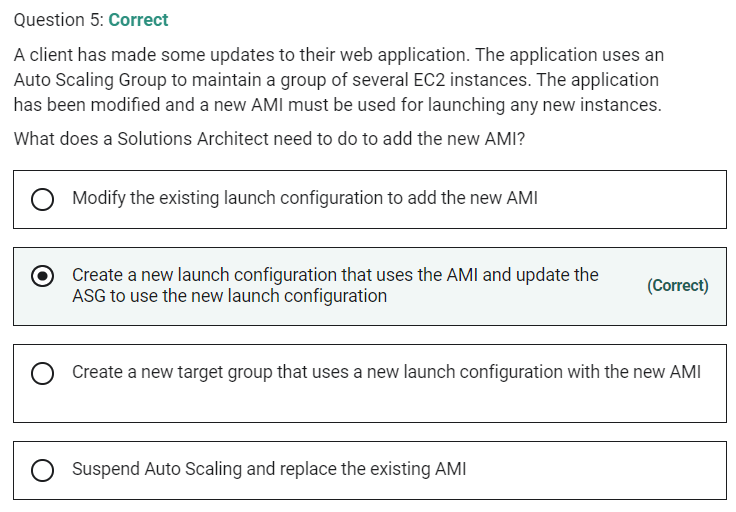 Question 5: Correct
A client has made some updates to their web application. The application uses an
Auto Scaling Group to maintain a group of several EC2 instances. The application
has been modified and a new AMI must be used for launching any new instances.
What does a Solutions Architect need to do to add the new AMI?
Modify the existing launch configuration to add the new AMI
Create a new launch configuration that uses the AMI and update the
ASG to use the new launch configuration
(Correct)
Create a new target group that uses a new launch configuration with the new AMI
Suspend Auto Scaling and replace the existing AMI